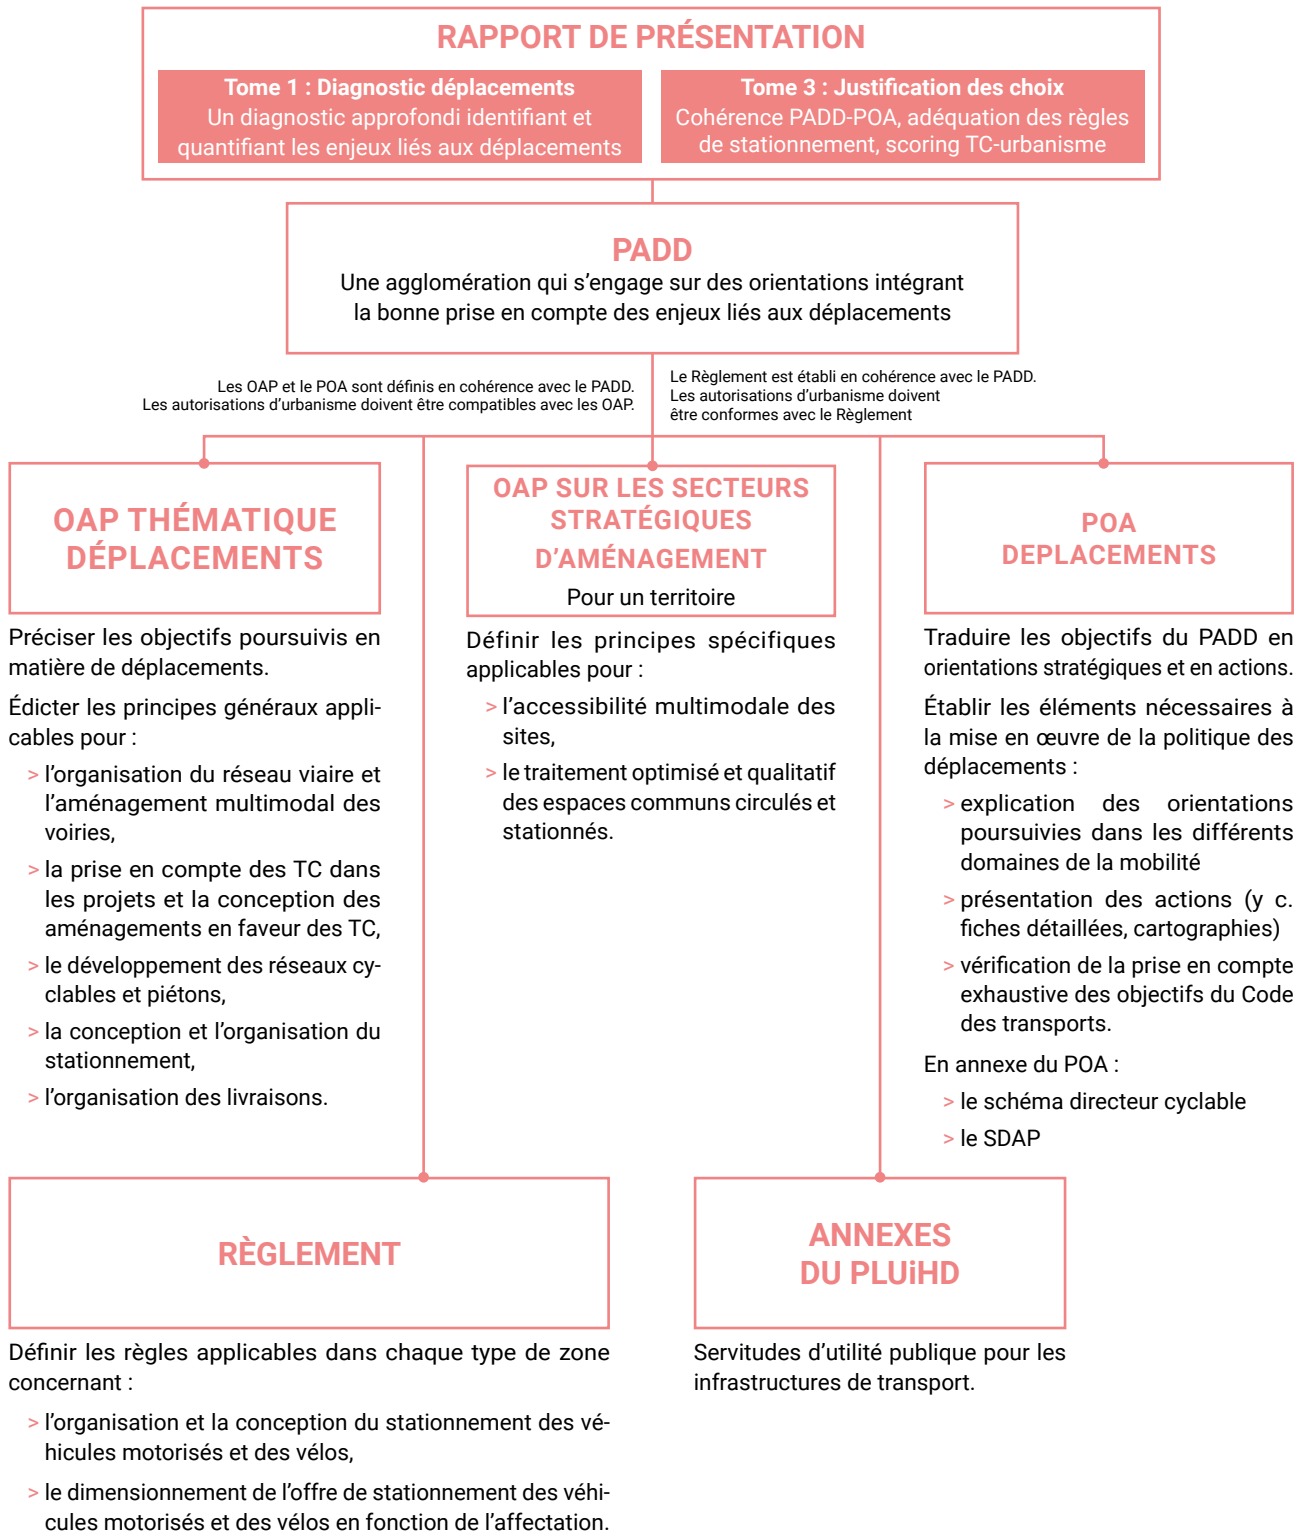 RAPPORT DE PRÉSENTATION
Tome 1 : Diagnostic déplacements
Un diagnostic approfondi identifiant et
quantifiant les enjeux liés aux déplacements
Tome 3 : Justification des choix
Cohérence PADD-POA, adéquation des règles
de stationnement, scoring TC-urbanisme
PADD
Une agglomération qui s’engage sur des orientations intégrant
la bonne prise en compte des enjeux liés aux déplacements
Les OAP et le POA sont définis en cohérence avec le PADD.
Les autorisations d’urbanisme doivent être compatibles avec les OAP.
Le Règlement est établi en cohérence avec le PADD.
Les autorisations d’urbanisme doivent
être conformes avec le Règlement
OAP THÉMATIQUE
DÉPLACEMENTS
Préciser les objectifs poursuivis en
matière de déplacements.
Édicter les principes généraux appli-
cables pour :
> l’organisation du réseau viaire et
l’aménagement multimodal des
voiries,
> la prise en compte des TC dans
les projets et la conception des
aménagements en faveur des TC,
> le développement des réseaux cy-
clables et piétons,
> la conception et l’organisation du
stationnement,
> l’organisation des livraisons.
OAP SUR LES SECTEURS
STRATÉGIQUES
D’AMÉNAGEMENT
Pour un territoire
Définir les principes spécifiques
applicables pour :
> l’accessibilité multimodale des
sites,
> le traitement optimisé et qualitatif
des espaces communs circulés et
stationnés.
POA
DEPLACEMENTS
Traduire les objectifs du PADD en
orientations stratégiques et en actions.
Établir les éléments nécessaires à
la mise en œuvre de la politique des
déplacements :
> explication des orientations
poursuivies dans les différents
domaines de la mobilité
> présentation des actions (y c.
fiches détaillées, cartographies)
> vérification de la prise en compte
exhaustive des objectifs du Code
des transports.
En annexe du POA :
> le schéma directeur cyclable
> le SDAP
RÈGLEMENT
Définir les règles applicables dans chaque type de zone
concernant :
> l’organisation et la conception du stationnement des vé-
hicules motorisés et des vélos,
> le dimensionnement de l’offre de stationnement des véhi-
cules motorisés et des vélos en fonction de l’affectation.
ANNEXES
DU PLUiHD
Servitudes d’utilité publique pour les
infrastructures de transport.